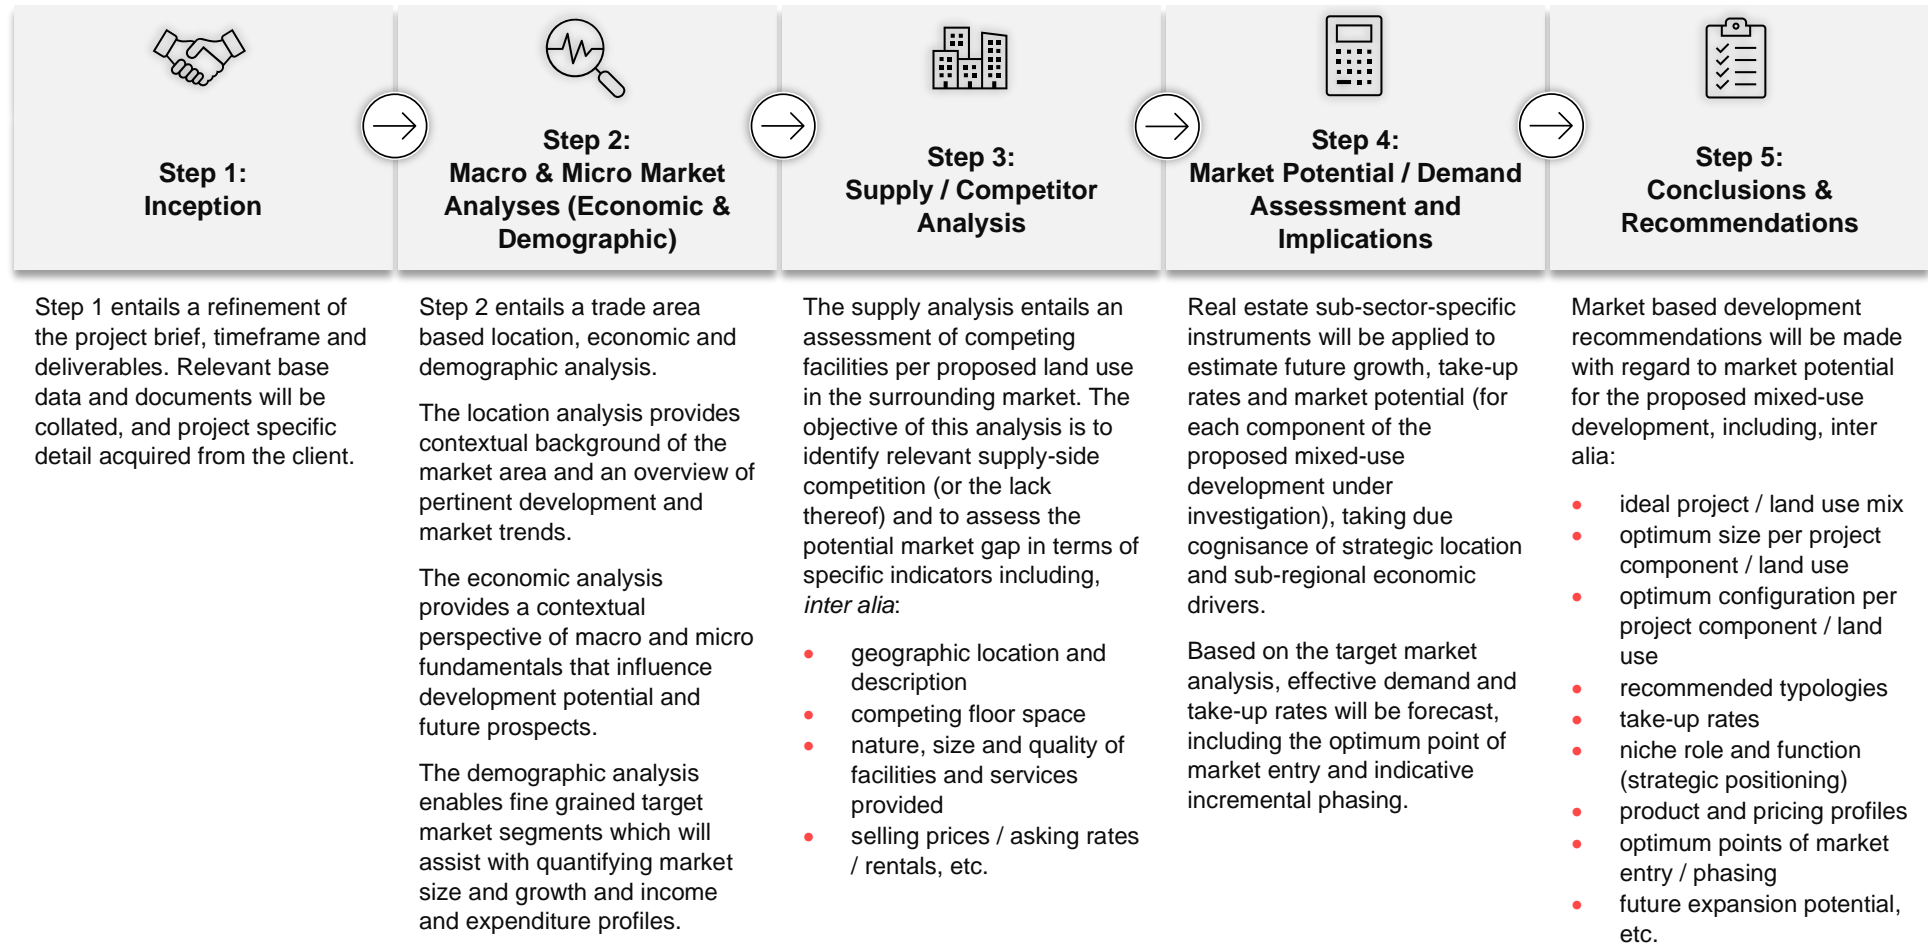 Step 1:
Inception
Step 2:
Macro & Micro Market
Analyses (Economic &
Demographic)
Step 3:
Supply / Competitor
Analysis
Step 4:
Market Potential / Demand
Assessment and
Implications
Step 5:
Conclusions &
Recommendations
Step 1 entails a refinement of
the project brief, timeframe and
deliverables. Relevant base
data and documents will be
collated, and project specific
detail acquired from the client.
Step 2 entails a trade area
based location, economic and
demographic analysis.
The location analysis provides
contextual background of the
market area and an overview of
pertinent development and
market trends.
The economic analysis
provides a contextual
perspective of macro and micro
fundamentals that influence
development potential and
future prospects.
The demographic analysis
enables fine grained target
market segments which will
assist with quantifying market
size and growth and income
and expenditure profiles.
The supply analysis entails an
assessment of competing
facilities per proposed land use
in the surrounding market. The
objective of this analysis is to
identify relevant supply-side
competition (or the lack
thereof) and to assess the
potential market gap in terms of
specific indicators including,
inter alia:
• geographic location and
description
• competing floor space
• nature, size and quality of
facilities and services
provided
• selling prices / asking rates
/ rentals, etc.
Real estate sub-sector-specific
instruments will be applied to
estimate future growth, take-up
rates and market potential (for
each component of the
proposed mixed-use
development under
investigation), taking due
cognisance of strategic location
and sub-regional economic
drivers.
Based on the target market
analysis, effective demand and
take-up rates will be forecast,
including the optimum point of
market entry and indicative
incremental phasing.
Market based development
recommendations will be made
with regard to market potential
for the proposed mixed-use
development, including, inter
alia:
• ideal project / land use mix
• optimum size per project
component / land use
• optimum configuration per
project component / land
use
• recommended typologies
• take-up rates
• niche role and function
(strategic positioning)
• product and pricing profiles
• optimum points of market
entry / phasing
• future expansion potential,
etc.